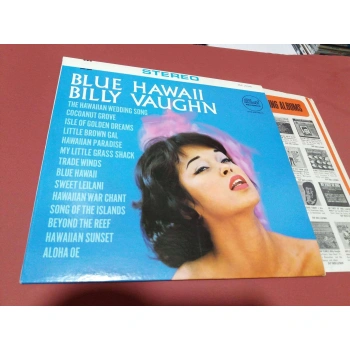 STEREO
BLUE HAWAII
BILLY VAUGHN
THE HAWAIIAN WEDDING SONG
COCOANUT GROVE
ISLE OF GOLDEN DREAMS
LITTLE BROWN GAL
HAWAIIAN PARADISE
MY LITTLE GRASS SHACK
TRADE WINDS
BLUE HAWAII
SWEET LEILANI
HAWAIIAN WAR CHANT
SONG OF THE ISLANDS
BEYOND THE REEF
HAWAIIAN SUNSET
ALOHA OE
ALBUMS